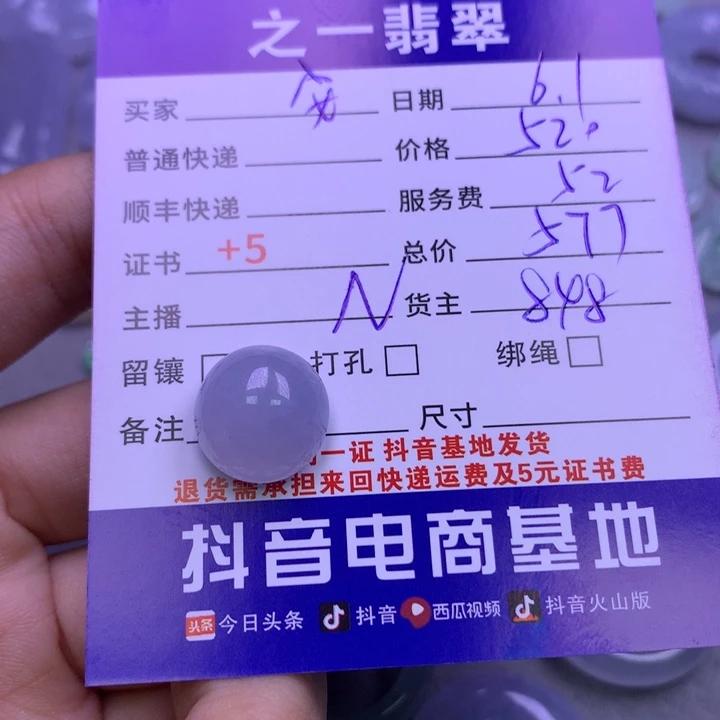 之一翡翠
买家 日期 6.1
普通快递 价格 520
顺丰快递 服务费 52
证书 +5 总价 577
主播 N 货主 848
留镶 打孔 绑绳
备注 尺寸
一证 抖音基地发货
退货需承担来回快递运费及5元证书费
抖音电商基地
头条 今日头条 抖音 西瓜视频 抖音火山版